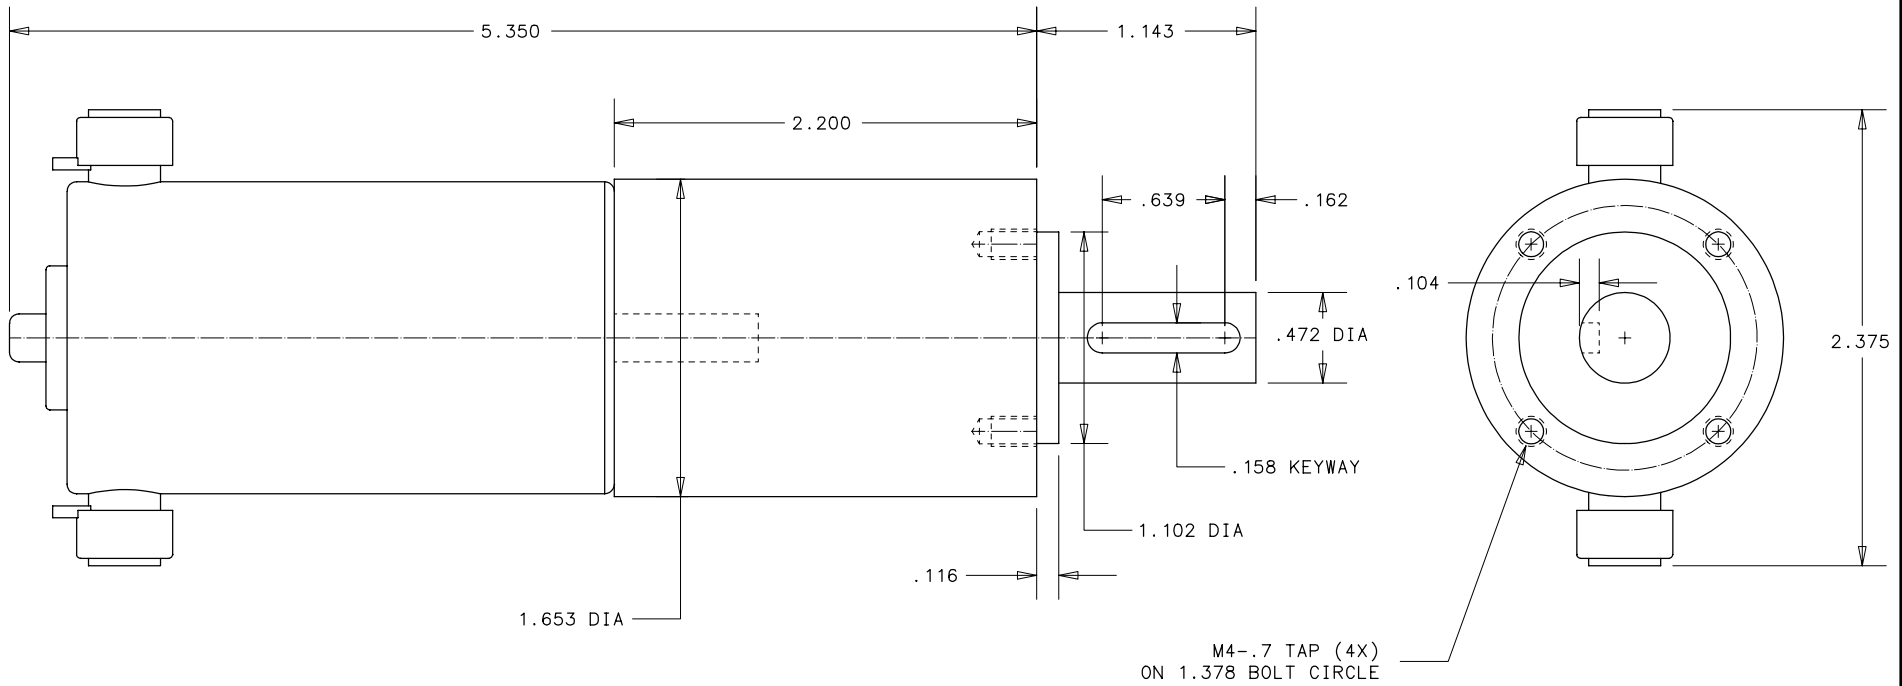 5.350
1.143
2.200
.639
.162
.104
.472 DIA
2.375
.158 KEYWAY
1.102 DIA
.116
1.653 DIA
M4-.7 TAP (4X)
ON 1.378 BOLT CIRCLE